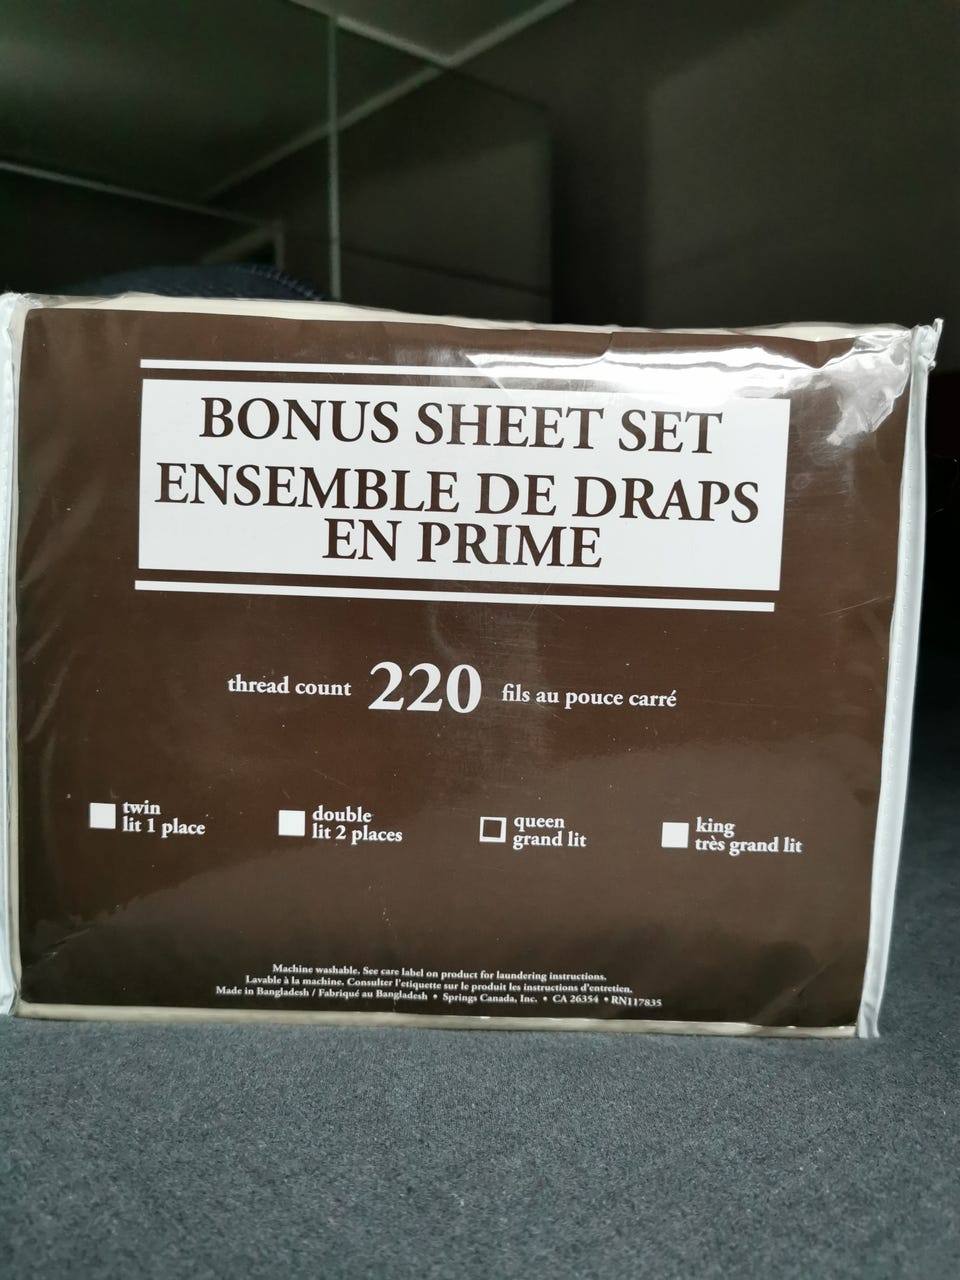 BONUS SHEET SET
ENSEMBLE DE DRAPS
EN PRIME
thread count 220 fils au pouce carré
twin
lit 1 place
double
lit 2 places
queen
grand lit
king
très grand lit
Machine washable. See care label on product for laundering instructions.
Lavable à la machine. Consulter l'etiquette sur le produit les instructions d'entretien.
Made in Bangladesh / Fabriqué au Bangladesh • Springs Canada, Inc. • CA 26354 • RN117835